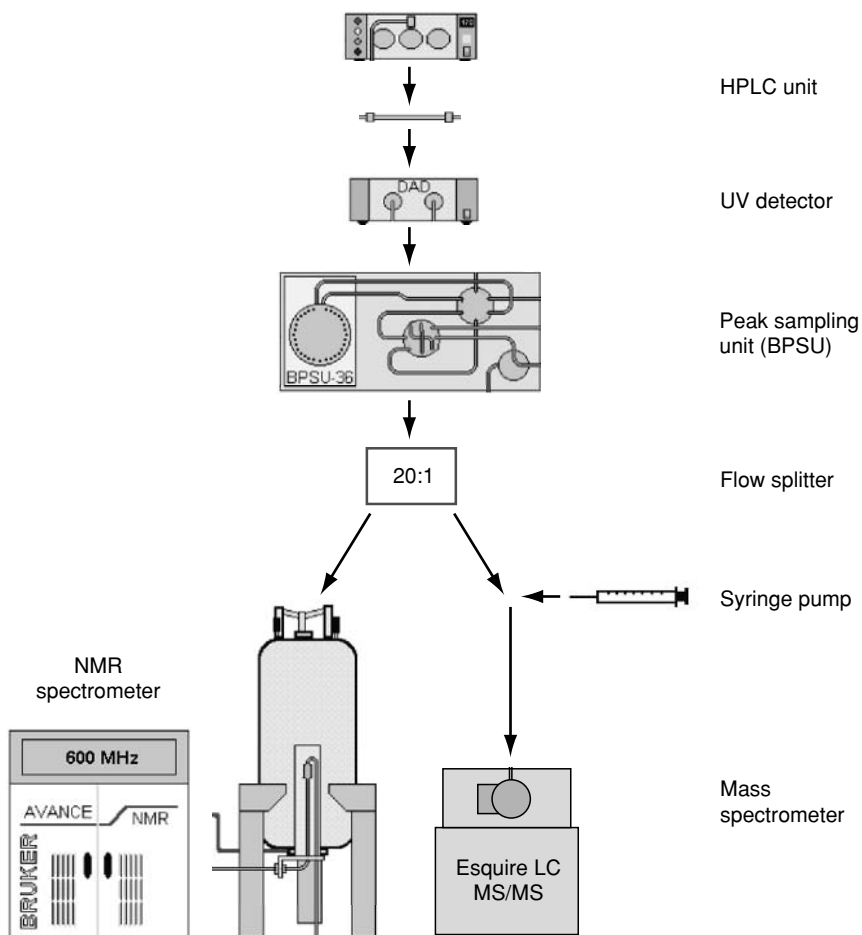 HPLC unit
DAD
UV detector
BPSU-36
Peak sampling
unit (BPSU)
20:1
Flow splitter
Syringe pump
NMR
spectrometer
600 MHz
AVANCE
NMR
BRUKER
Esquire LC
MS/MS
Mass
spectrometer